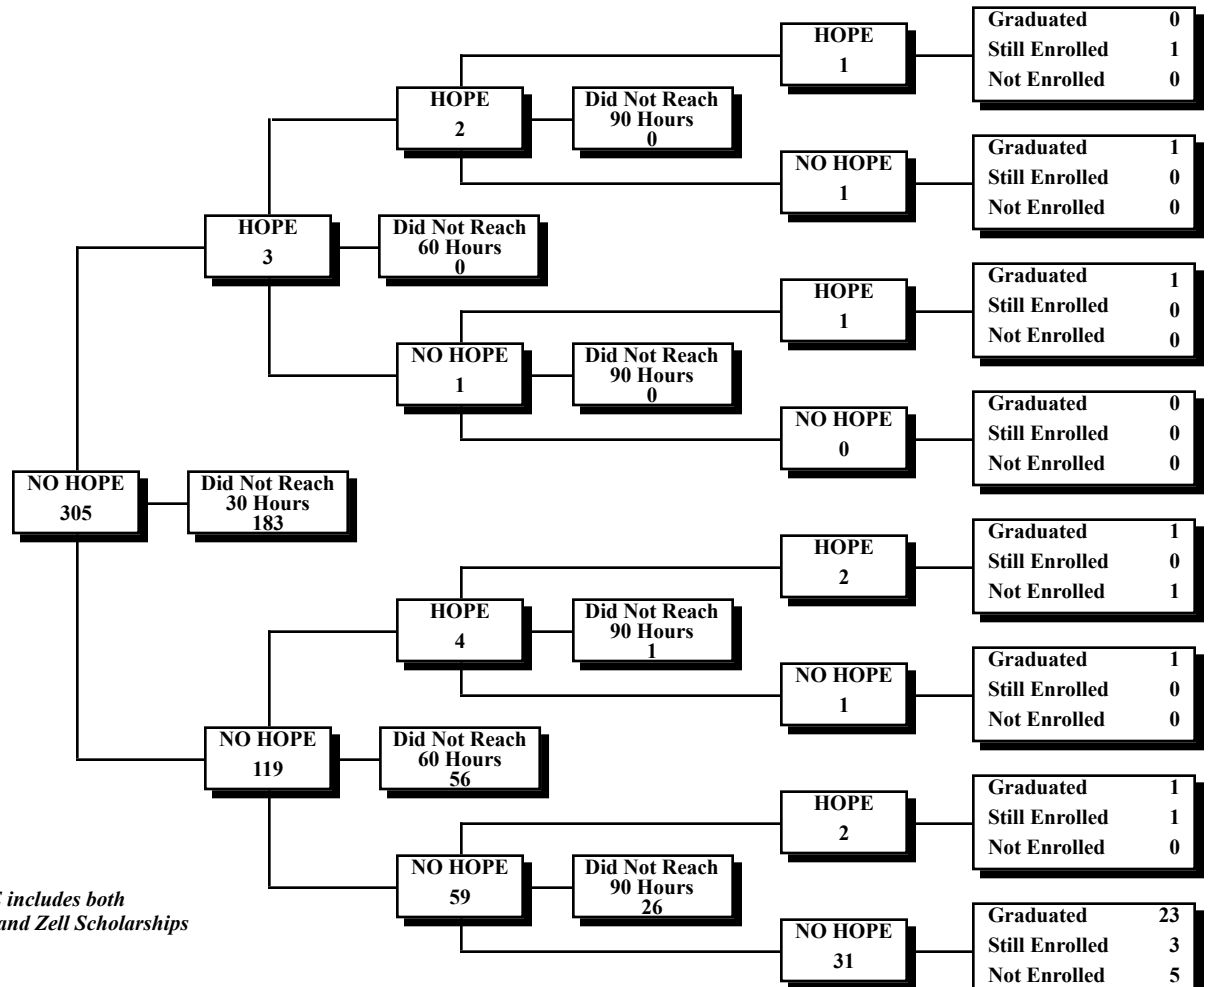 NO HOPE
305
Did Not Reach
30 Hours
183
HOPE
3
Did Not Reach
60 Hours
0
NO HOPE
119
Did Not Reach
60 Hours
56
HOPE
2
Did Not Reach
90 Hours
0
NO HOPE
1
Did Not Reach
90 Hours
0
HOPE
4
Did Not Reach
90 Hours
1
NO HOPE
59
Did Not Reach
90 Hours
26
HOPE
1
Graduated 0
Still Enrolled 1
Not Enrolled 0
NO HOPE
1
Graduated 1
Still Enrolled 0
Not Enrolled 0
HOPE
1
Graduated 1
Still Enrolled 0
Not Enrolled 0
NO HOPE
0
Graduated 0
Still Enrolled 0
Not Enrolled 0
HOPE
2
Graduated 1
Still Enrolled 0
Not Enrolled 1
NO HOPE
1
Graduated 1
Still Enrolled 0
Not Enrolled 0
HOPE
2
Graduated 1
Still Enrolled 1
Not Enrolled 0
NO HOPE
31
Graduated 23
Still Enrolled 3
Not Enrolled 5
includes both
and Zell Scholarships